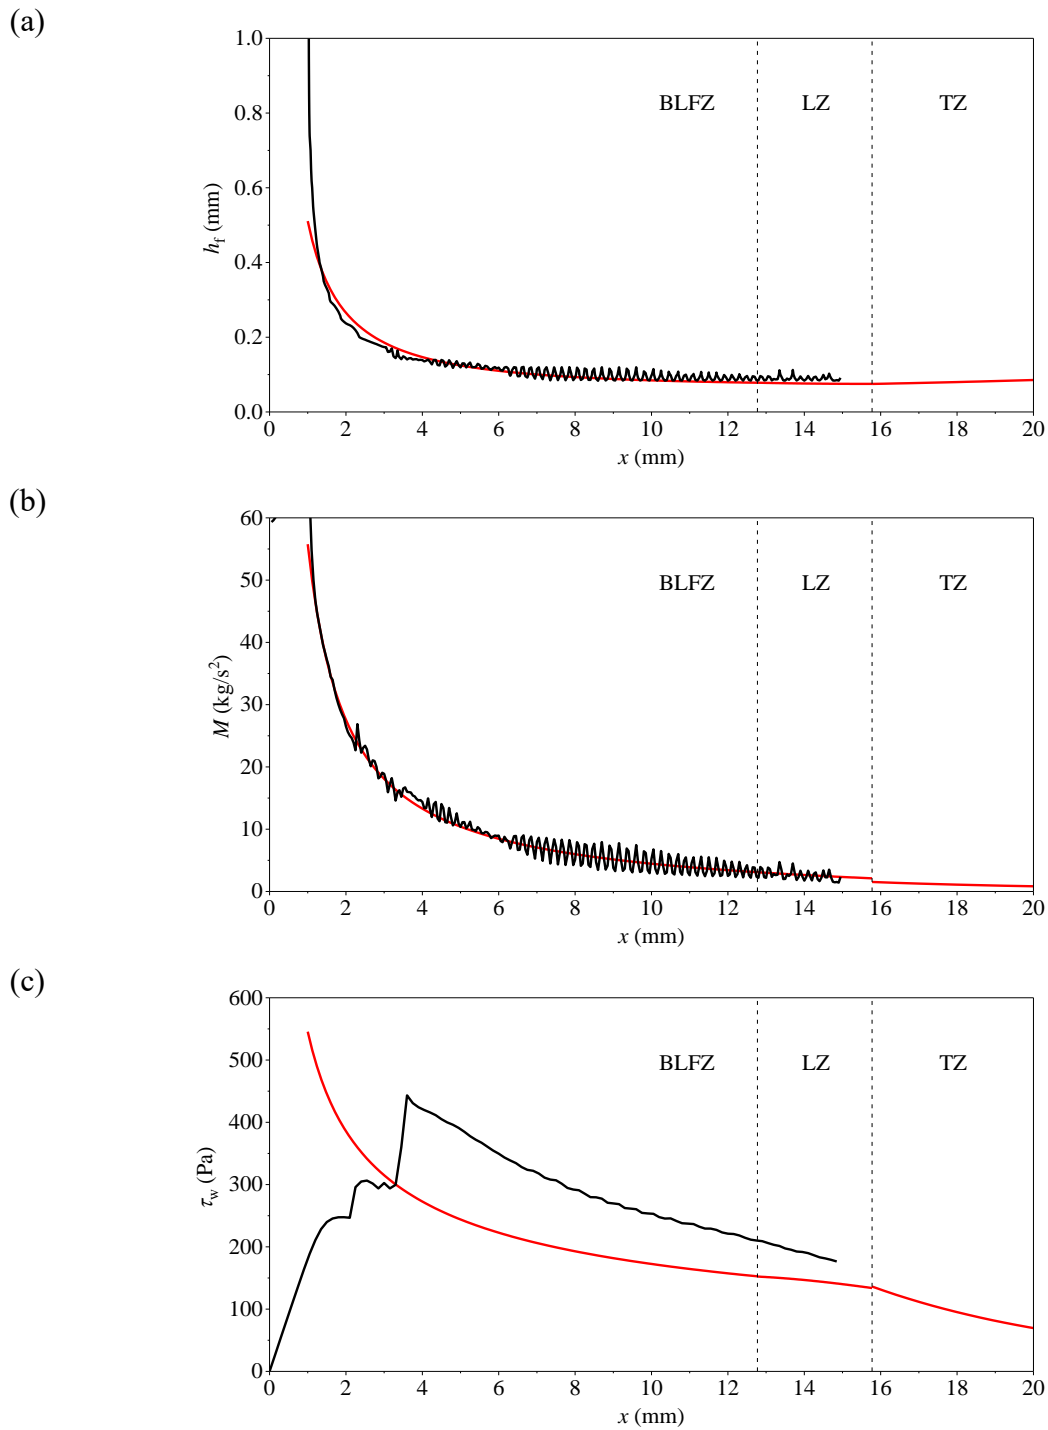 (a)
1.0
0.8
0.6
0.4
0.2
0.0
h_f (mm)
BLFZ LZ TZ
0 2 4 6 8 10 12 14 16 18 20
x (mm)
(b)
60
50
40
30
20
10
0
M (kg/s²)
BLFZ LZ TZ
0 2 4 6 8 10 12 14 16 18 20
x (mm)
(c)
600
500
400
300
200
100
0
τ_w (Pa)
BLFZ LZ TZ
0 2 4 6 8 10 12 14 16 18 20
x (mm)